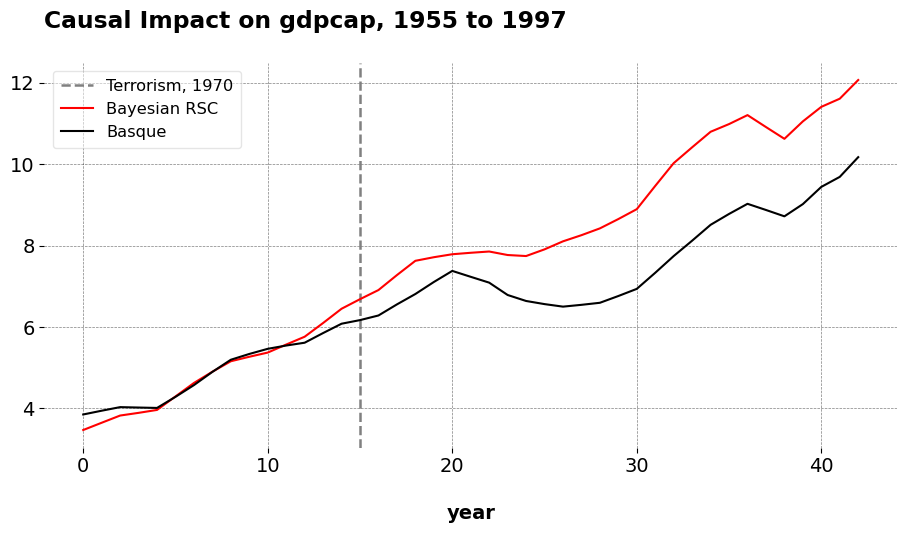 Causal Impact on gdpcap, 1955 to 1997
Terrorism, 1970
Bayesian RSC
Basque
12
10
8
6
4
0 10 20 30 40
year